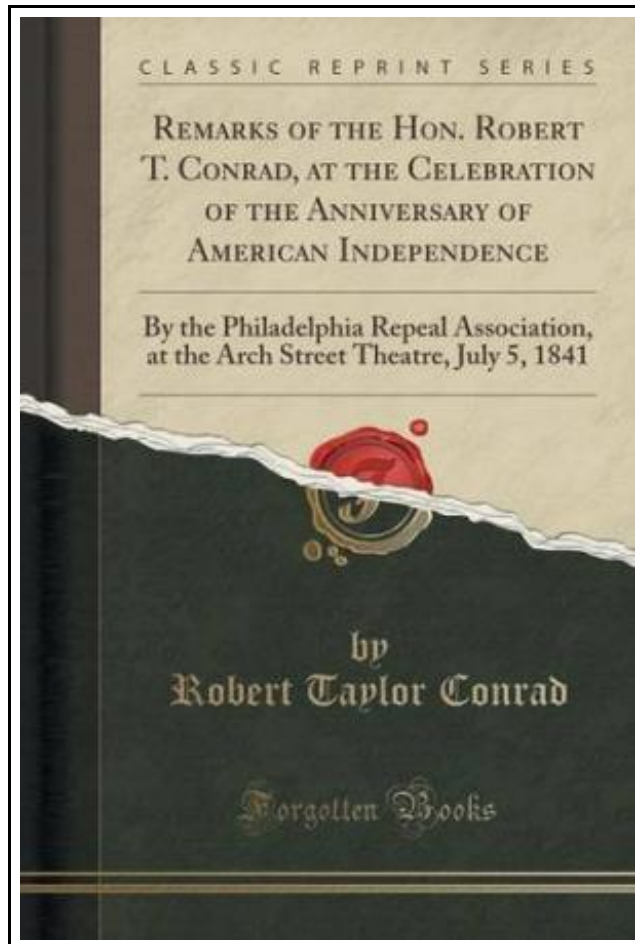 CLASSIC REPRINT SERIES
REMARKS OF THE HON. ROBERT
T. CONRAD, AT THE CELEBRATION
OF THE ANNIVERSARY OF
AMERICAN INDEPENDENCE
By the Philadelphia Repeal Association,
at the Arch Street Theatre, July 5, 1841
by
Robert Taylor Conrad
Forgotten Books